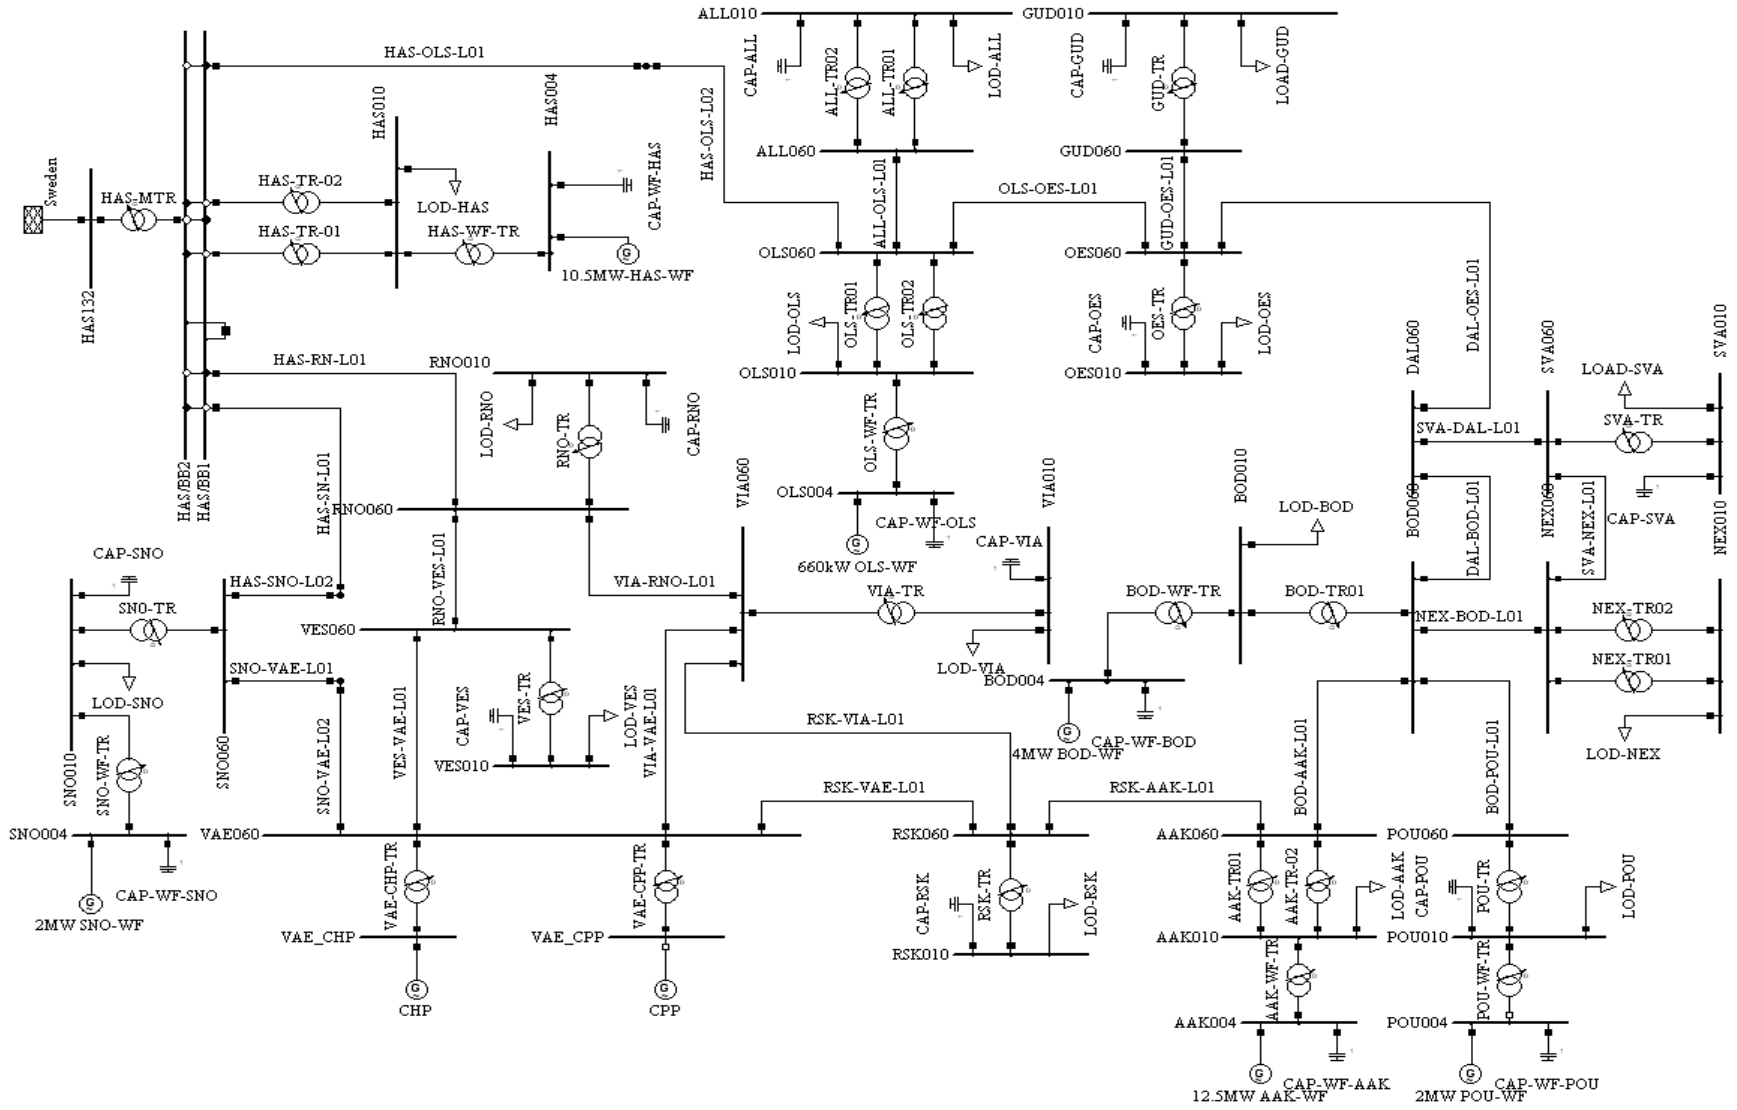 ALL010
GUD010
HAS-OLS-L01
CAP-ALL
ALL-TR02
ALL-TR01
LOD-ALL
CAP-GUD
GUD-TR
LOAD-GUD
HAS010
HAS004
HAS-OLS-L02
ALL060
GUD060
Sweden
HAS-MTR
HAS-TR-02
LOD-HAS
CAP-WF-HAS
ALL-OLS-L01
OLS-OES-L01
GUD-OES-L01
HAS-TR-01
HAS-WF-TR
10.5MW-HAS-WF
OLS060
OES060
HAS132
LOD-OLS
OLS-TR01
OLS-TR02
CAP-OES
OES-TR
LOD-OES
DAL-OES-L01
DAL060
SVA060
SVA010
HAS-RN-L01
RNO010
OLS010
OES010
LOAD-SVA
LOD-RNO
RNO-TR
CAP-RNO
OLS-WF-TR
SVA-DAL-L01
SVA-TR
HAS/BB2
HAS/BB1
HAS-SN-L01
RNO060
VIA060
OLS004
CAP-WF-OLS
660kW OLS-WF
VIA010
BOD010
LOD-BOD
BOD060
DAL-BOD-L01
NEX060
SVA-NEX-L01
CAP-SVA
NEX010
CAP-SNO
CAP-VIA
HAS-SNO-L02
RNO-VES-L01
VIA-RNO-L01
VIA-TR
BOD-WF-TR
BOD-TR01
NEX-BOD-L01
NEX-TR02
SN0-TR
VES060
LOD-VIA
NEX-TR01
SNO-VAE-L01
LOD-SNO
BOD004
SNO010
SNO-WF-TR
SNO060
SNO-VAE-L02
VES-VAE-L01
CAP-VES
VES-TR
LOD-VES
VIA-VAE-L01
RSK-VIA-L01
4MW BOD-WF
CAP-WF-BOD
BOD-AAK-L01
BOD-POU-L01
LOD-NEX
VES010
RSK-VAE-L01
RSK-AAK-L01
SNO004
VAE060
RSK060
AAK060
POU060
CAP-WF-SNO
2MW SNO-WF
VAE-CHP-TR
VAE-CPP-TR
CAP-RSK
RSK-TR
LOD-RSK
AAK-TR01
AAK-TR-02
LOD-AAK
CAP-POU
POU-TR
LOD-POU
VAE_CHP
VAE_CPP
RSK010
AAK010
POU010
AAK-WF-TR
POU-WF-TR
CHP
CPP
AAK004
POU004
CAP-WF-AAK
12.5MW AAK-WF
CAP-WF-POU
2MW POU-WF